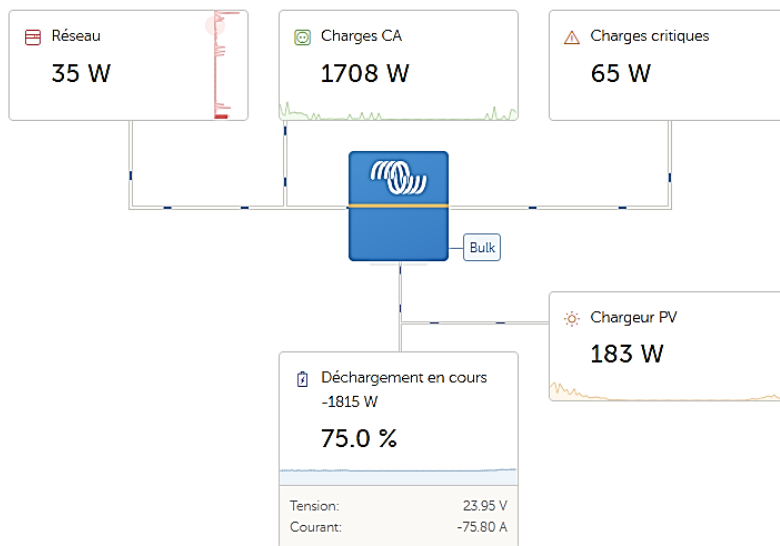 Réseau
35 W
Charges CA
1708 W
Charges critiques
65 W
Bulk
Chargeur PV
183 W
Déchargement en cours
-1815 W
75.0 %
Tension: 23.95 V
Courant: -75.80 A